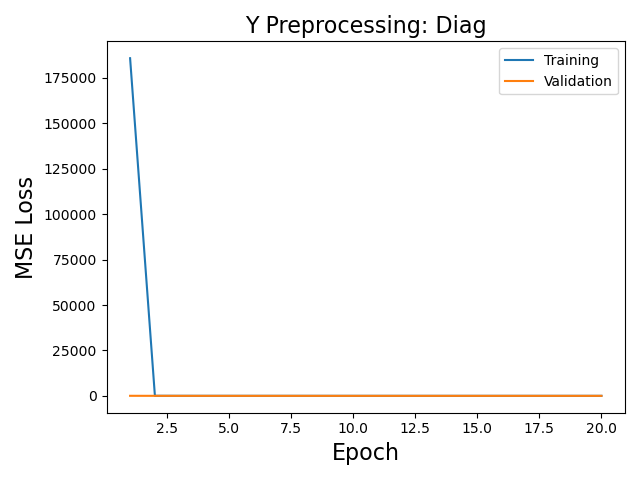 Y Preprocessing: Diag
Training
Validation
MSE Loss
175000
150000
125000
100000
75000
50000
25000
0
2.5 5.0 7.5 10.0 12.5 15.0 17.5 20.0
Epoch